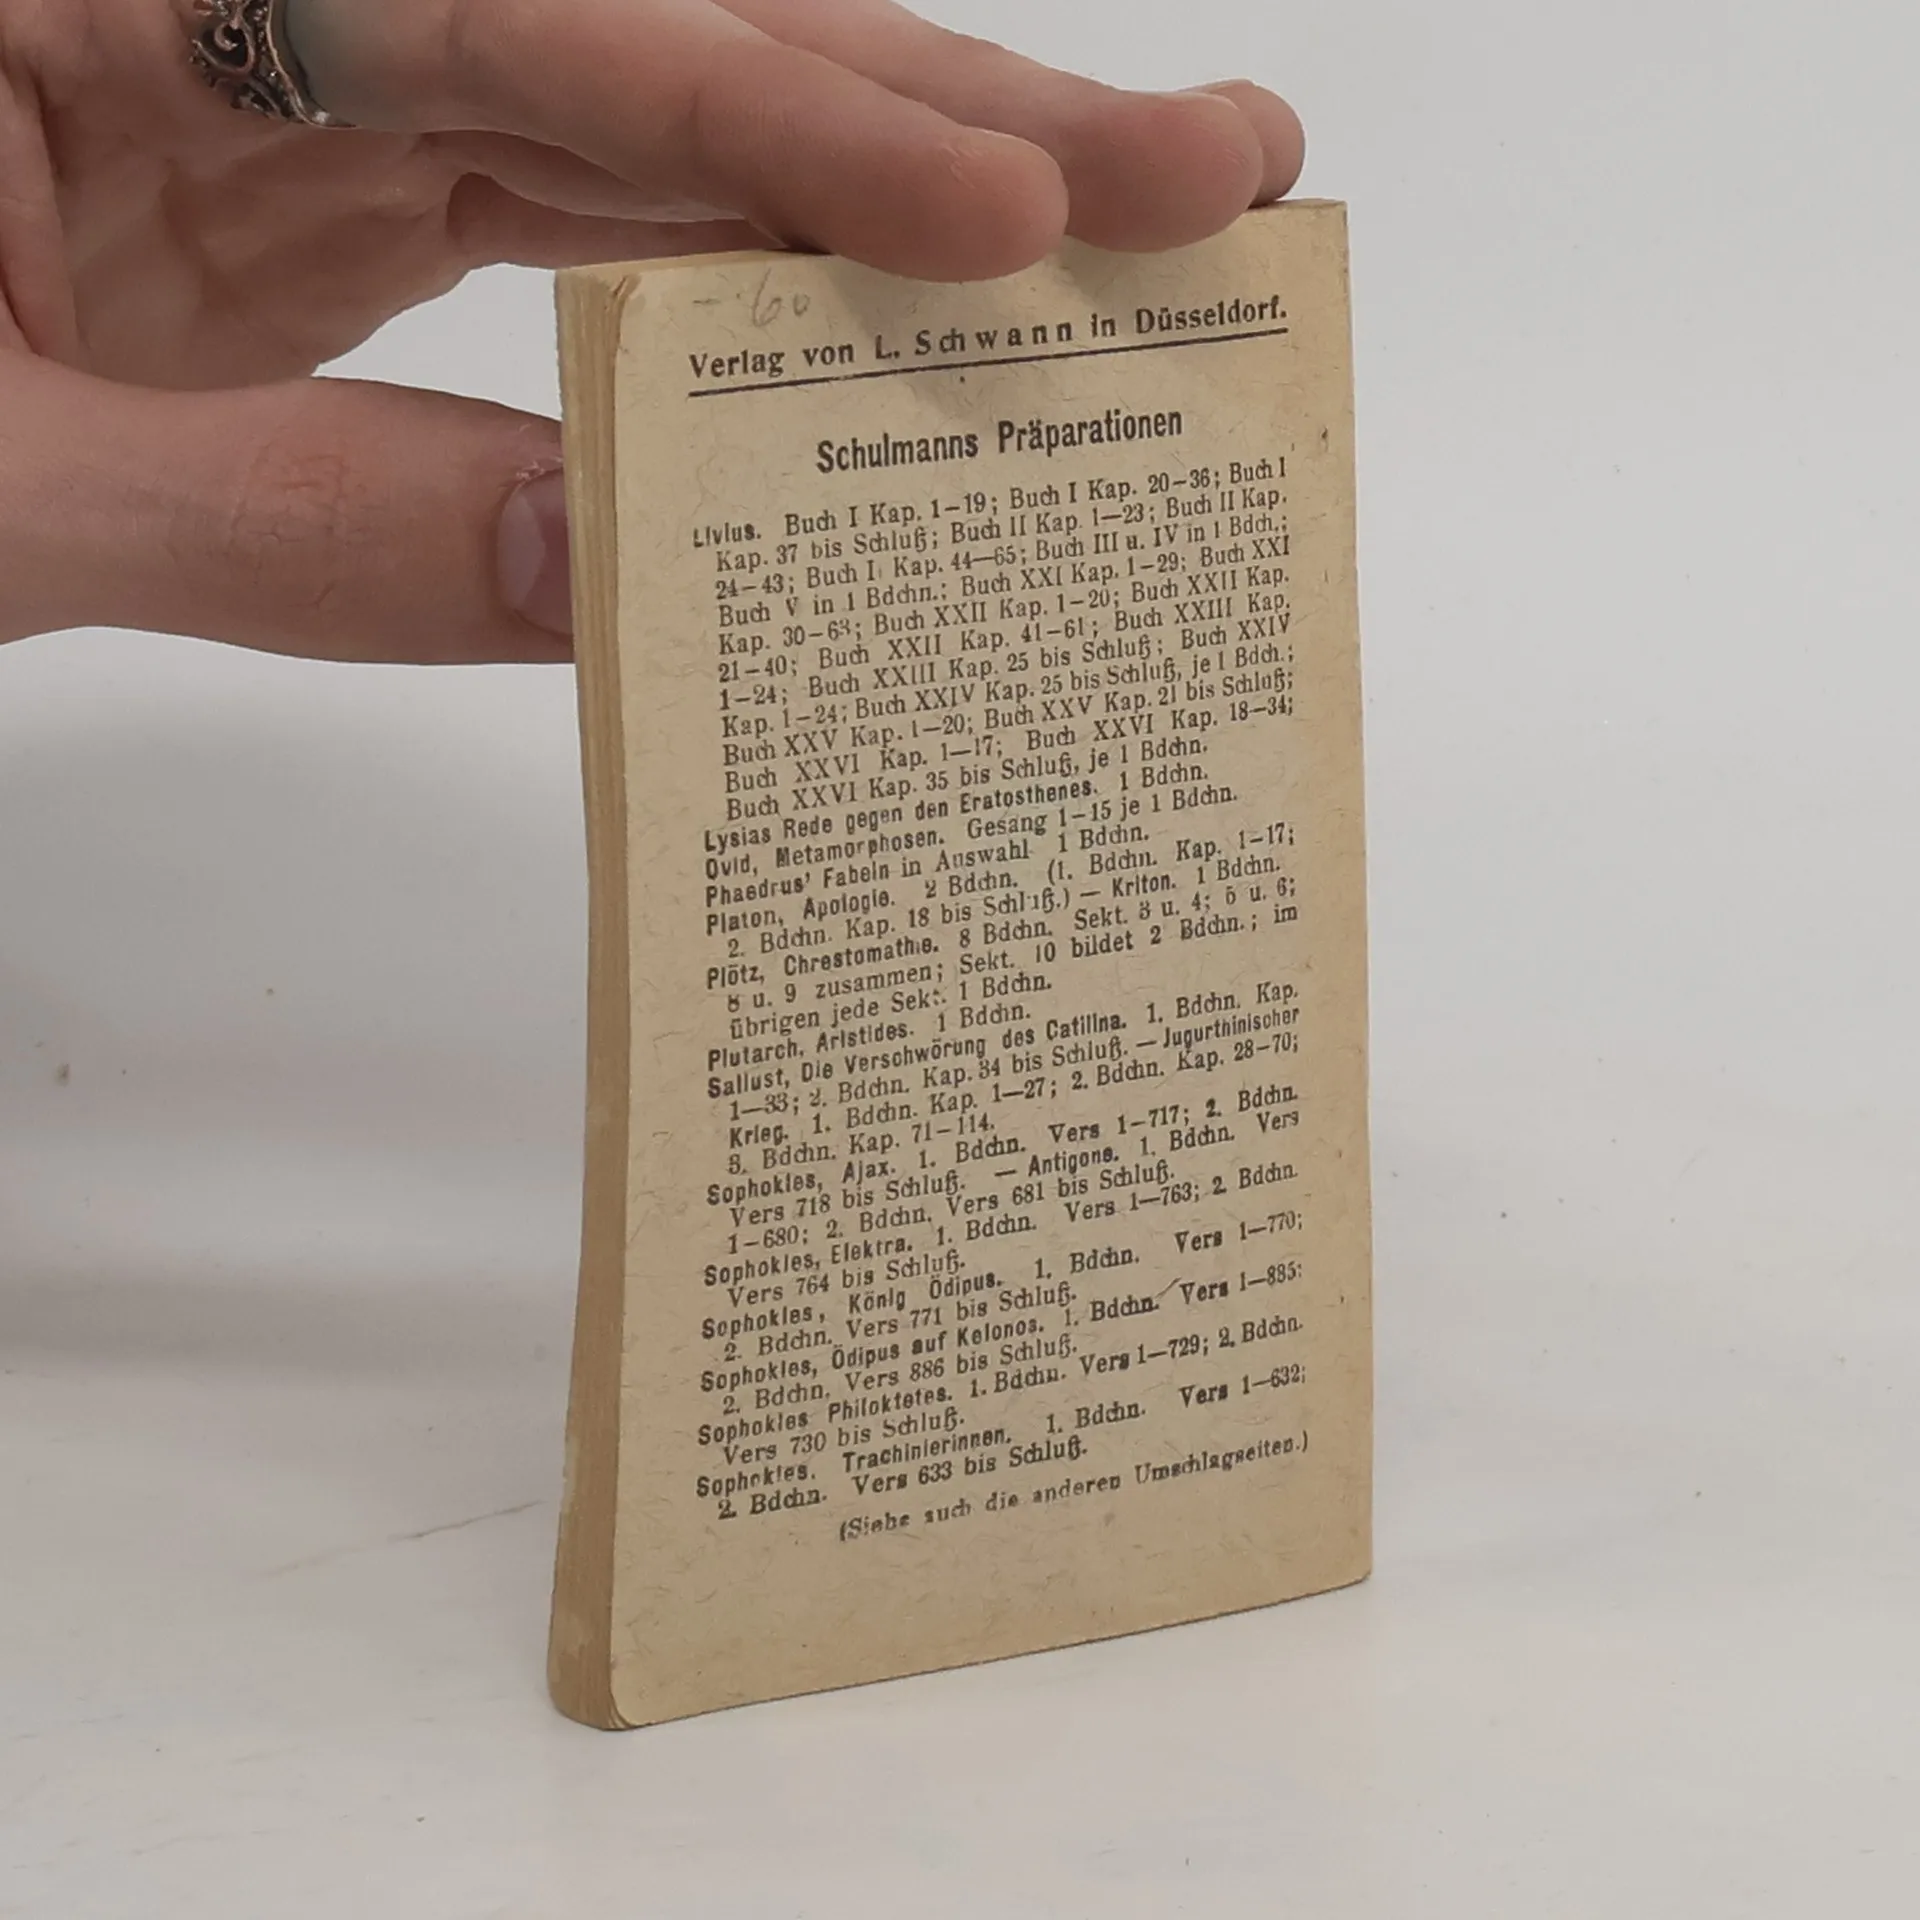 - . 60
Verlag von L. Schwann in Düsseldorf.
Schulmanns Präparationen
Livius. Buch I Kap. 1–19; Buch I Kap. 20–36; Buch I
Kap. 37 bis Schluß; Buch II Kap. 1—23; Buch II Kap.
24–43; Buch I Kap. 44—65; Buch III u. IV in 1 Bdch.;
Buch V in 1 Bdchn.; Buch XXI Kap. 1–29; Buch XXI
Kap. 30–63; Buch XXII Kap. 1–20; Buch XXII Kap.
21–40; Buch XXII Kap. 41–61; Buch XXIII Kap.
1–24; Buch XXIII Kap. 25 bis Schluß; Buch XXIV
Kap. 1–24; Buch XXIV Kap. 25 bis Schluß, je 1 Bdch.;
Buch XXV Kap. 1—20; Buch XXV Kap. 21 bis Schluß;
Buch XXVI Kap. 1—17; Buch XXVI Kap. 18—34;
Buch XXVI Kap. 35 bis Schluß, je 1 Bdchn.
Lysias Rede gegen den Eratosthenes. 1 Bdchn.
Ovid, Metamorphosen. Gesang 1–15 je 1 Bdchn.
Phaedrus’ Fabeln in Auswahl 1 Bdchn.
Platon, Apologie. 2 Bdchn. (1. Bdchn. Kap. 1–17;
2. Bdchn. Kap. 18 bis Schluß.) — Kriton. 1 Bdchn.
Plötz, Chrestomathie. 8 Bdchn. Sekt. 3 u. 4; 5 u. 6;
8 u. 9 zusammen; Sekt. 10 bildet 2 Bdchn.; im
übrigen jede Sekt. 1 Bdchn.
Plutarch, Aristides. 1 Bdchn.
Sallust, Die Verschwörung des Catilina. 1. Bdchn. Kap.
1—33; 2. Bdchn. Kap. 34 bis Schluß. — Jugurthinischer
Krieg. 1. Bdchn. Kap. 1—27; 2. Bdchn. Kap. 28–70;
3. Bdchn. Kap. 71–114.
Sophokles, Ajax. 1. Bdchn. Vers 1–717; 2. Bdchn.
Vers 718 bis Schluß. — Antigone. 1. Bdchn. Vers
1–680; 2. Bdchn. Vers 681 bis Schluß.
Sophokles, Elektra. 1. Bdchn. Vers 1—763; 2. Bdchn.
Vers 764 bis Schluß.
Sophokles, König Ödipus. 1. Bdchn. Vers 1—770;
2. Bdchn. Vers 771 bis Schluß.
Sophokles, Ödipus auf Kolonos. 1. Bdchn. Vers 1—885;
2. Bdchn. Vers 886 bis Schluß.
Sophokles Philoktetes. 1. Bdchn. Vers 1—729; 2. Bdchn.
Vers 730 bis Schluß.
Sophokles. Trachinierinnen. 1. Bdchn. Vers 1—632;
2. Bdchn. Vers 633 bis Schluß.
(Siehe auch die anderen Umschlagseiten.)